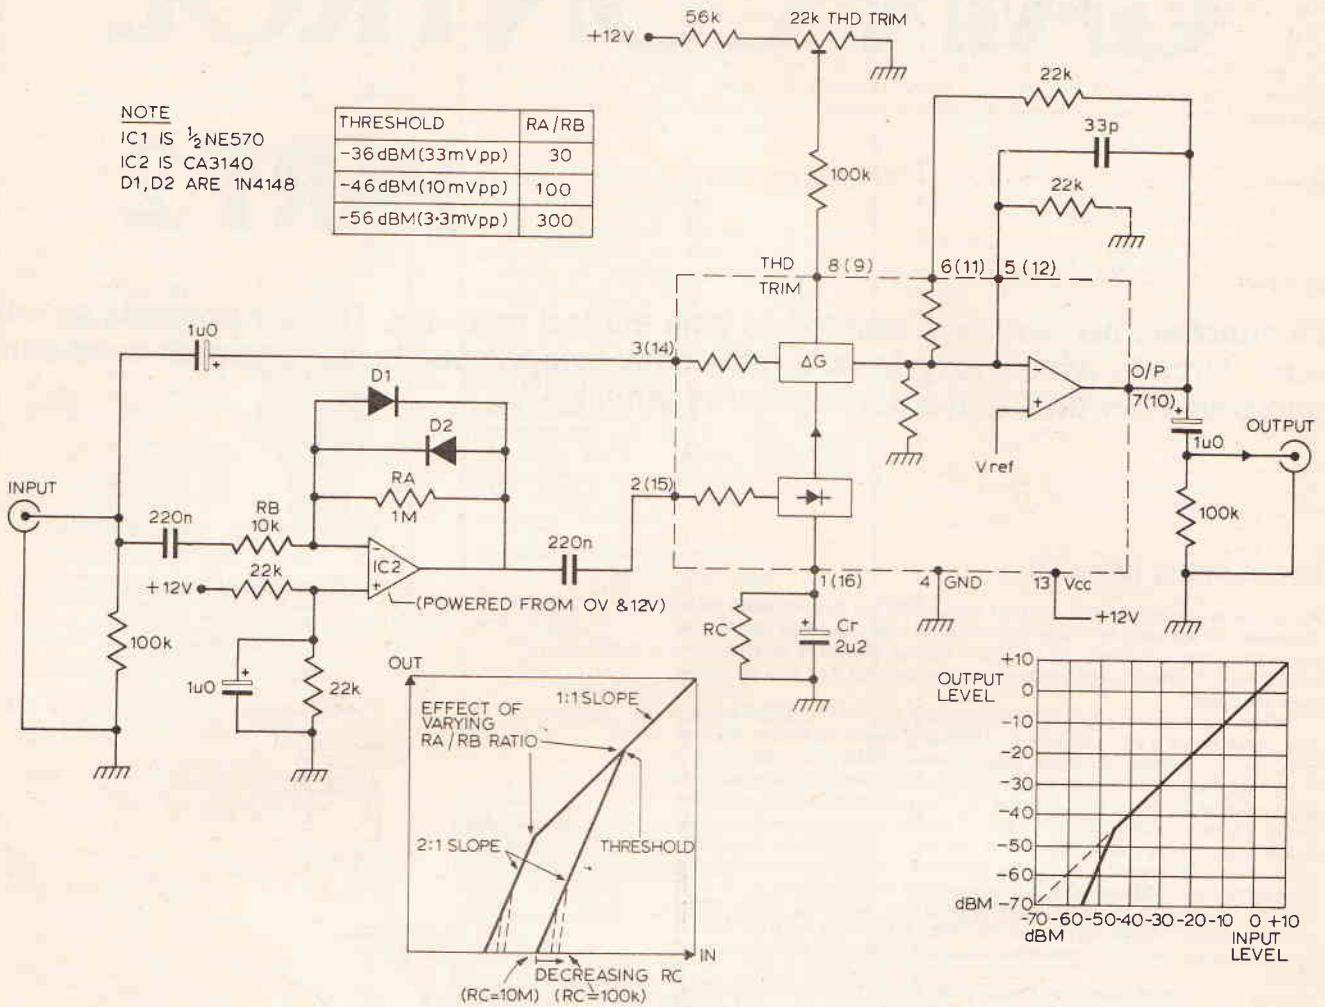 56k
22k THD TRIM
+12V
NOTE
IC1 IS ½NE570
IC2 IS CA3140
D1,D2 ARE 1N4148
THRESHOLD RA/RB
-36dBM(33mVpp) 30
-46dBM(10mVpp) 100
-56dBM(3·3mVpp) 300
22k
33p
100k
22k
THD TRIM
8(9)
6(11)
5(12)
1u0
+
3(14)
ΔG
D1
D2
RA
1M
-
+
O/P
7(10)
+
1u0
OUTPUT
Vref
2(15)
INPUT
220n
RB
10k
22k
+12V
-
IC2
+
220n
(POWERED FROM 0V &12V)
100k
1(16)
4 GND
13 Vcc
+12V
RC
+
Cr
2u2
100k
1u0
+
22k
OUT
EFFECT OF
VARYING
RA/RB RATIO
1:1 SLOPE
2:1 SLOPE
THRESHOLD
IN
DECREASING RC
(RC=10M) (RC=100k)
OUTPUT
LEVEL
+10
0
-10
-20
-30
-40
-50
-60
dBM -70
-70 -60 -50 -40 -30 -20 -10 0 +10
dBM
INPUT
LEVEL